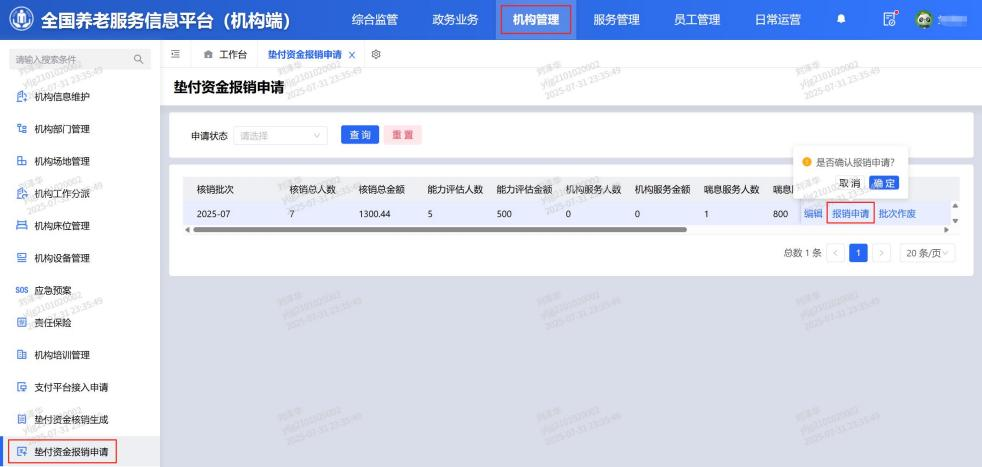 全国养老服务信息平台（机构端）
综合监管 政务业务 机构管理 服务管理 员工管理 日常运营
请输入搜索条件
工作台 垫付资金报销申请 ×
机构信息维护
机构部门管理
机构场地管理
机构工作分派
机构床位管理
机构设备管理
SOS 应急预案
责任保险
机构培训管理
支付平台接入申请
垫付资金核销生成
垫付资金报销申请
垫付资金报销申请
申请状态 请选择 查询 重置
是否确认报销申请?
取消 确定
核销批次 核销总人数 核销总金额 能力评估人数 能力评估金额 机构服务人数 机构服务金额 喘息服务人数 喘息
2025-07 7 1300.44 5 500 0 0 1 800 编辑 报销申请 批次作废
总数 1 条 < 1 > 20 条/页
2025-07-31 23:35:49